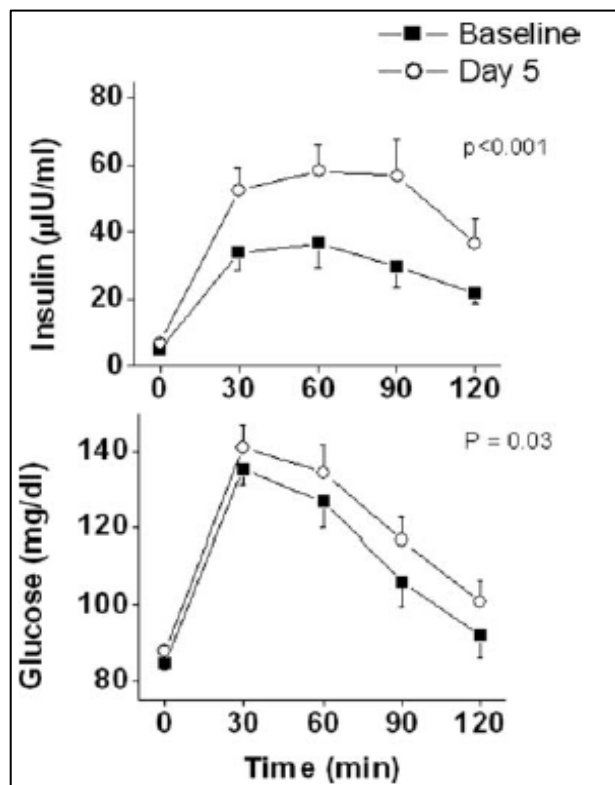 Baseline
Day 5
80
p<0.001
60
Insulin (µIU/ml)
40
20
0
0 30 60 90 120
140
P = 0.03
120
Glucose (mg/dl)
100
80
0 30 60 90 120
Time (min)